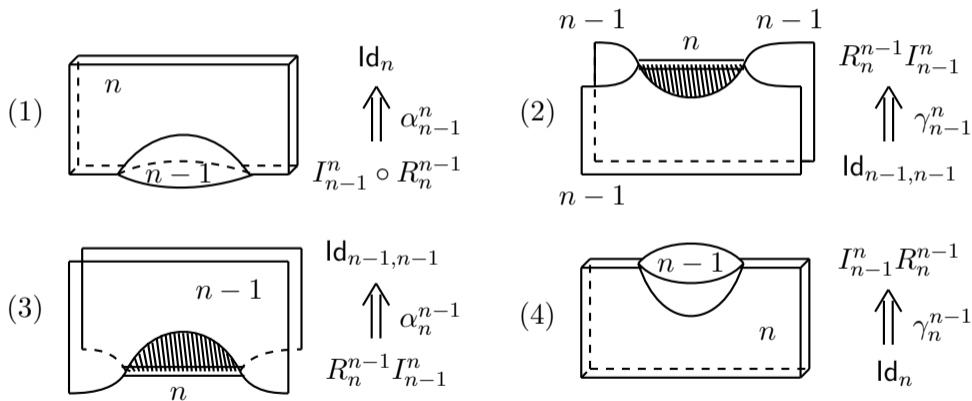 (1)
n
n − 1
Id_n
α^n_{n−1}
I^n_{n−1} ∘ R^{n−1}_n
(2)
n − 1
n
n − 1
n − 1
R^{n−1}_n I^n_{n−1}
γ^n_{n−1}
Id_{n−1,n−1}
(3)
n − 1
n
Id_{n−1,n−1}
α^{n−1}_n
R^{n−1}_n I^n_{n−1}
(4)
n − 1
n
I^n_{n−1} R^{n−1}_n
γ^{n−1}_n
Id_n